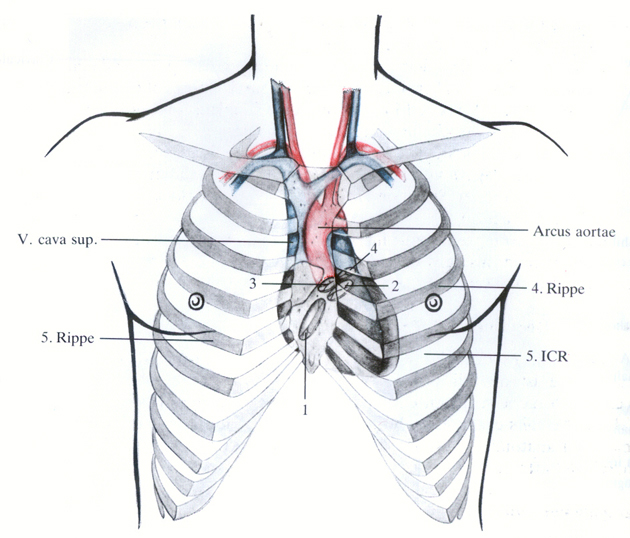 V. cava sup.
Arcus aortae
4
3
2
4. Rippe
5. Rippe
5. ICR
1